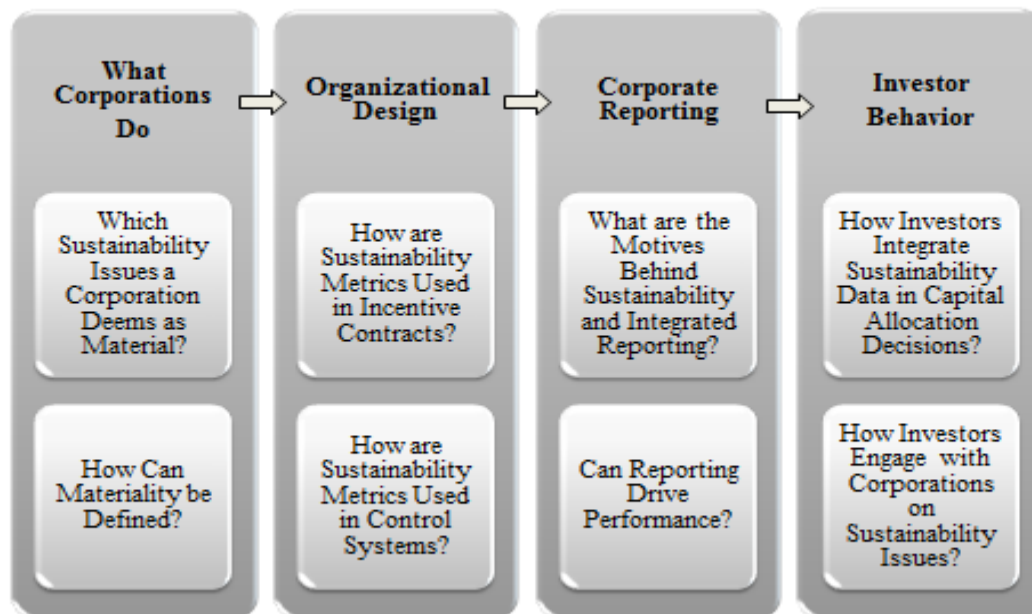 What
Corporations
Do
Which
Sustainability
Issues a
Corporation
Deems as
Material?
How Can
Materiality be
Defined?
Organizational
Design
How are
Sustainability
Metrics Used
in Incentive
Contracts?
How are
Sustainability
Metrics Used
in Control
Systems?
Corporate
Reporting
What are the
Motives
Behind
Sustainability
and Integrated
Reporting?
Can Reporting
Drive
Performance?
Investor
Behavior
How Investors
Integrate
Sustainability
Data in Capital
Allocation
Decisions?
How Investors
Engage with
Corporations
on
Sustainability
Issues?